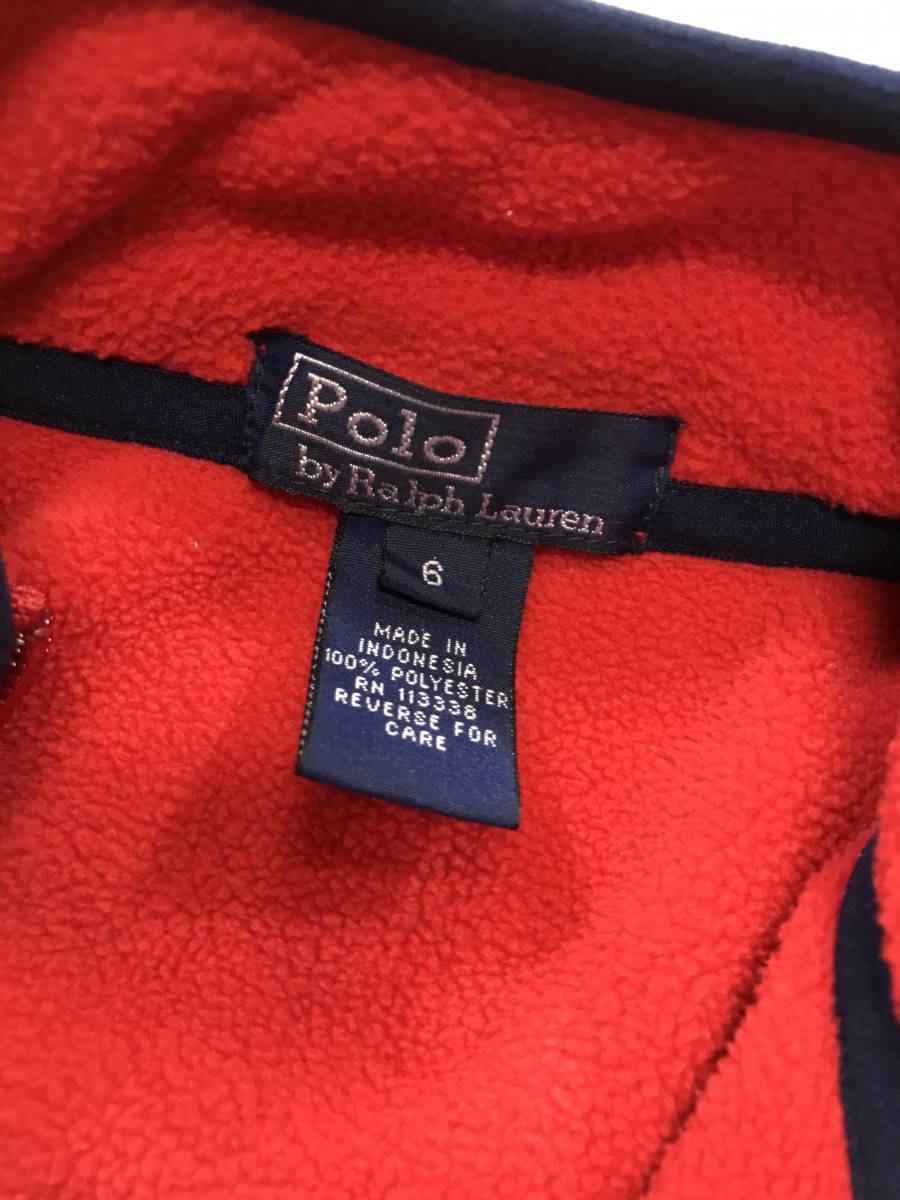 Polo
by Ralph Lauren
6
MADE IN
INDONESIA
100% POLYESTER
RN 113338
REVERSE FOR
CARE